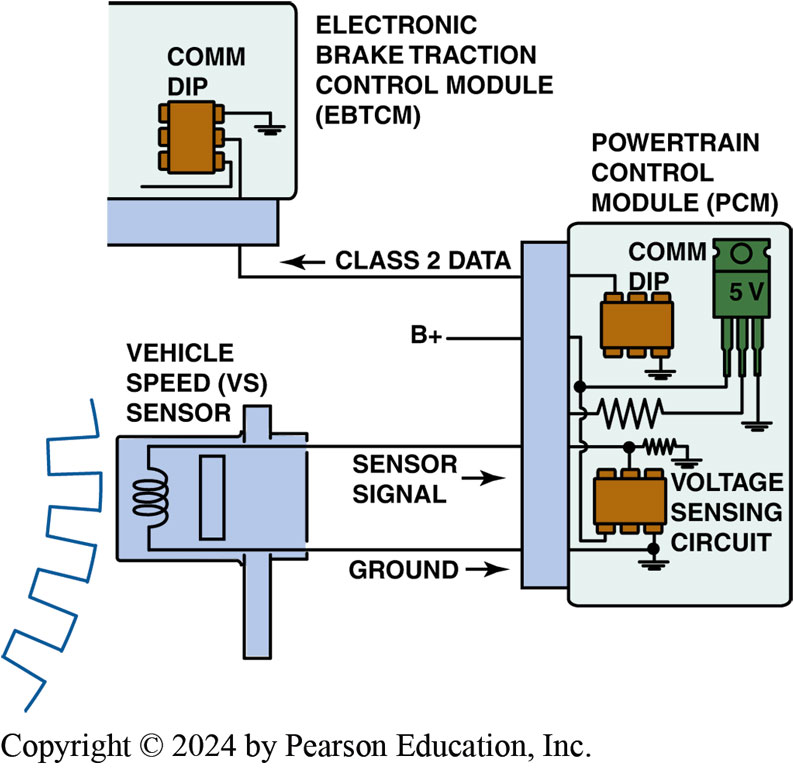 ELECTRONIC
BRAKE TRACTION
CONTROL MODULE
(EBTCM)
COMM
DIP
POWERTRAIN
CONTROL
MODULE (PCM)
COMM
DIP
5 V
CLASS 2 DATA
B+
VEHICLE
SPEED (VS)
SENSOR
SENSOR
SIGNAL
VOLTAGE
SENSING
CIRCUIT
GROUND
Copyright © 2024 by Pearson Education, Inc.